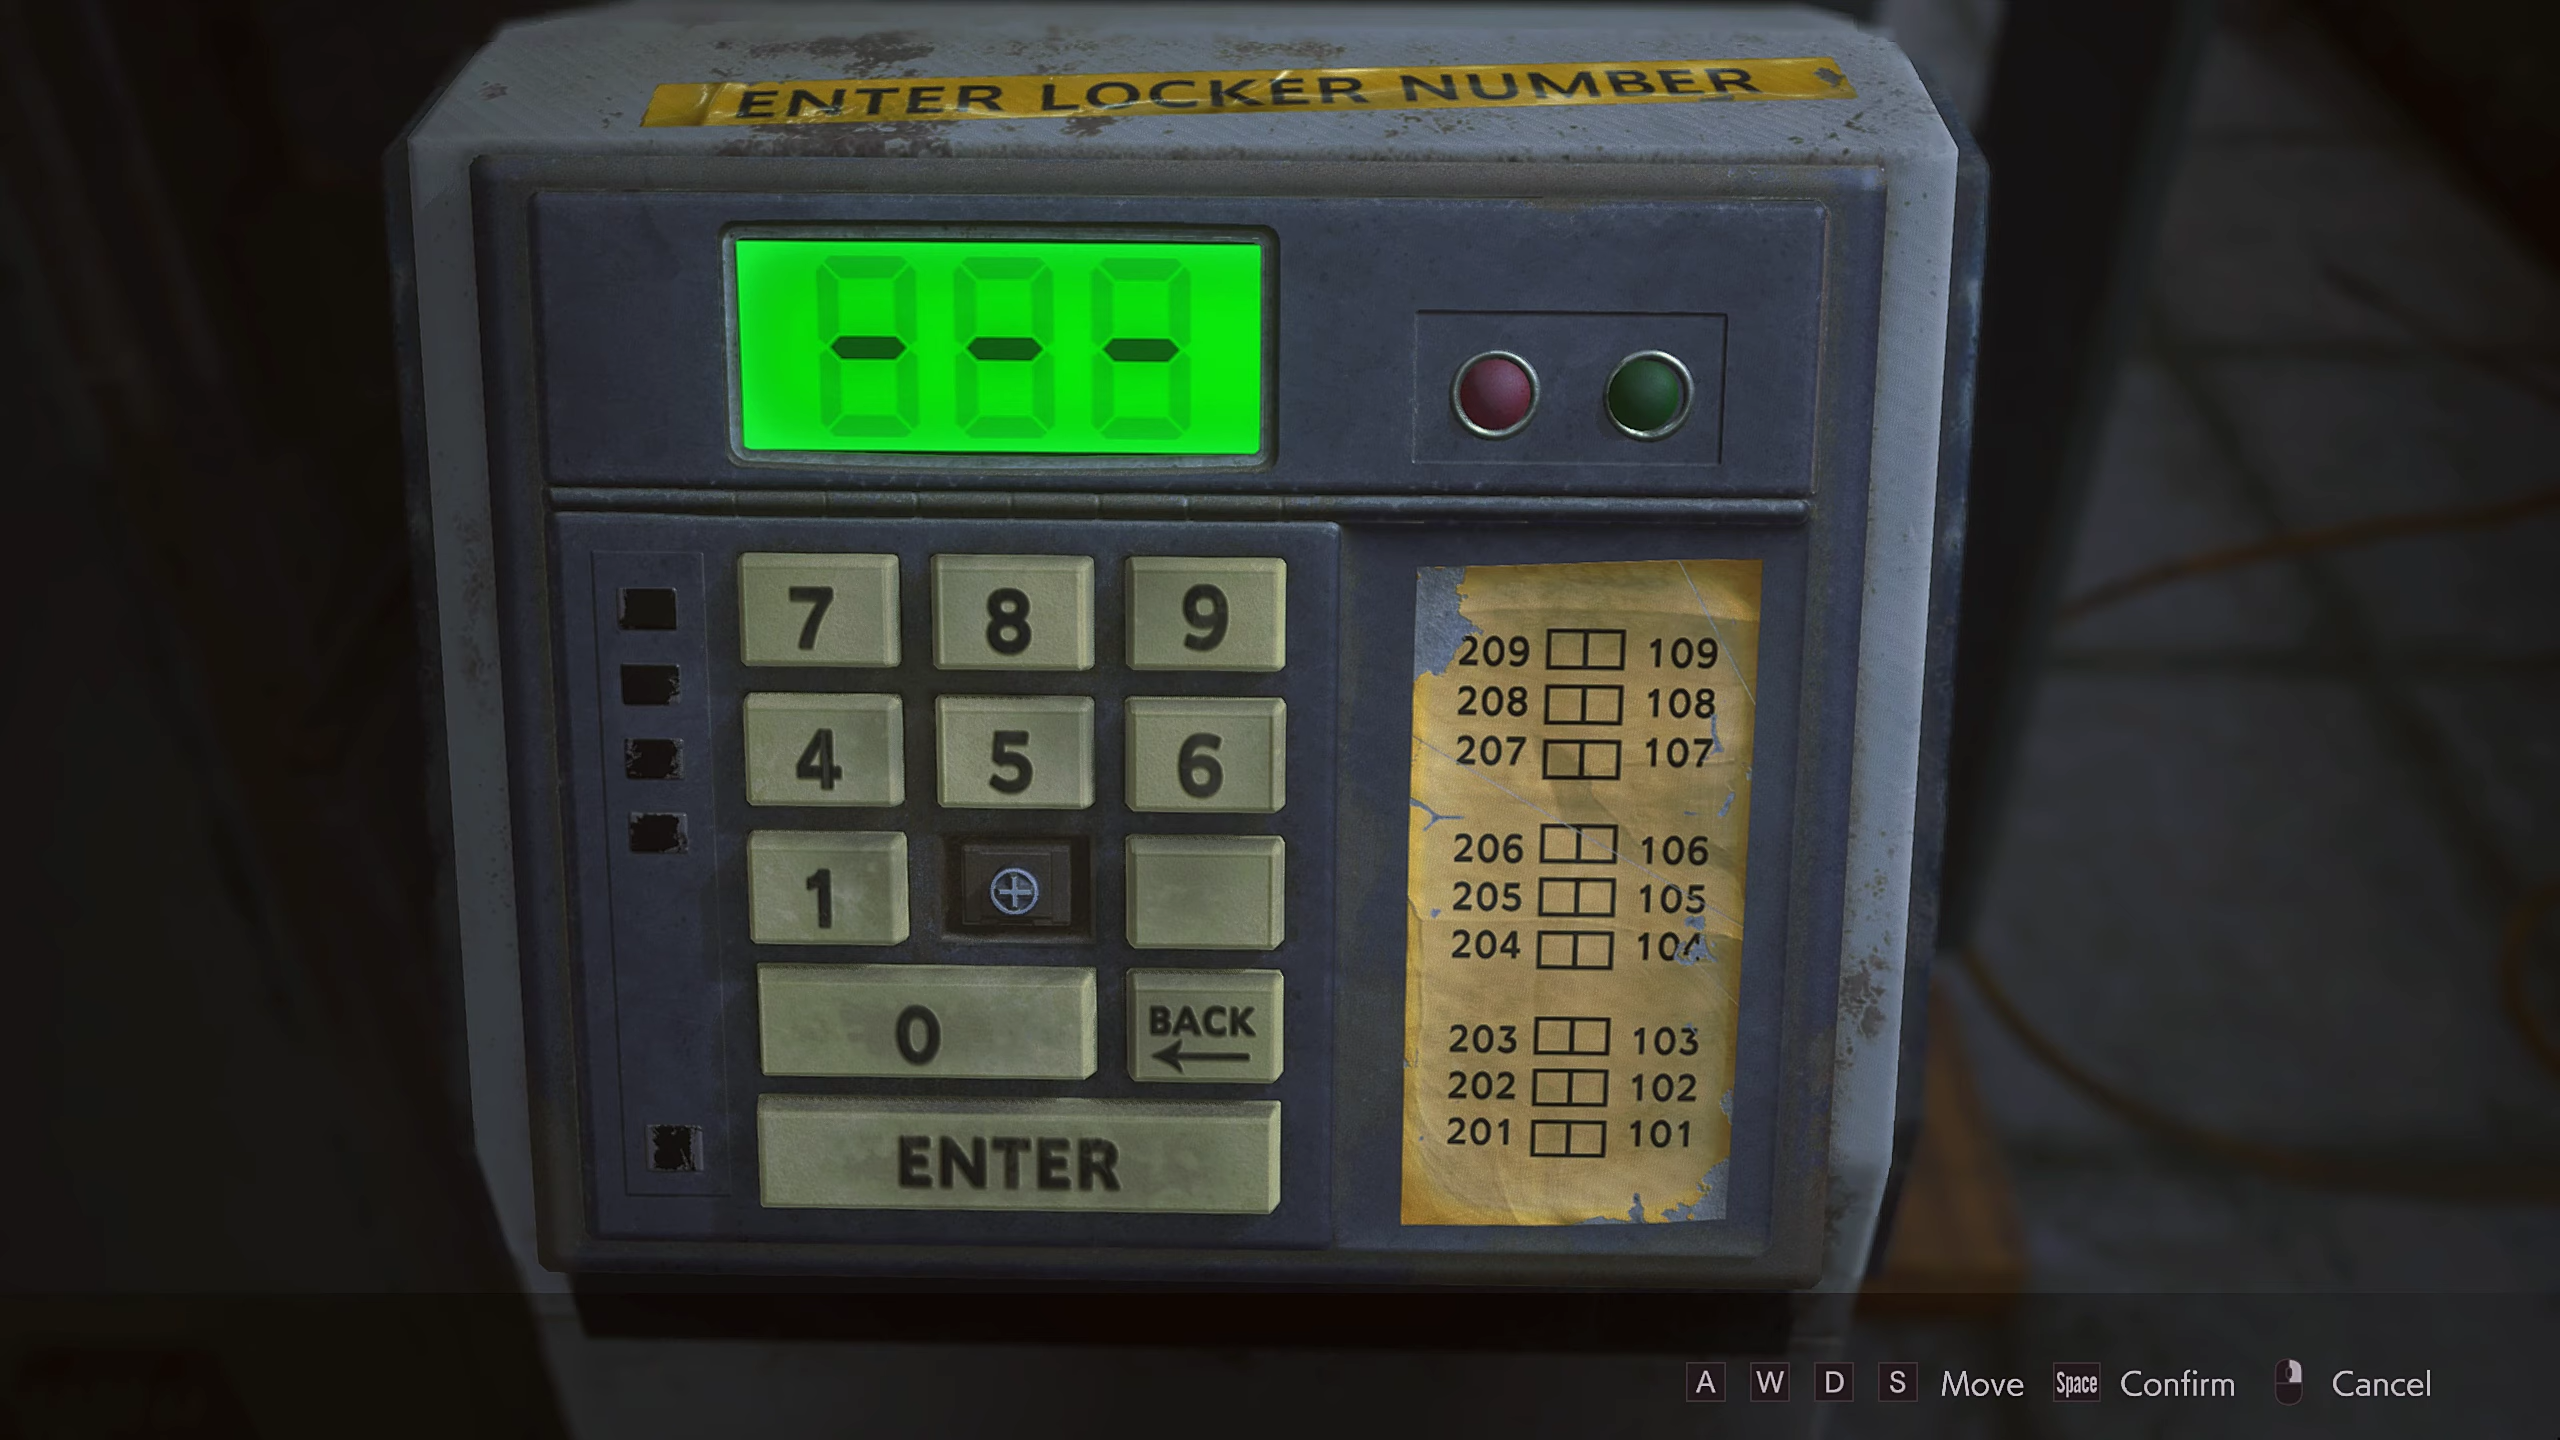 ENTER LOCKER NUMBER
7 8 9
4 5 6
1
0 BACK
ENTER
209 109
208 108
207 107
206 106
205 105
204 104
203 103
202 102
201 101
A W D S Move Space Confirm Cancel